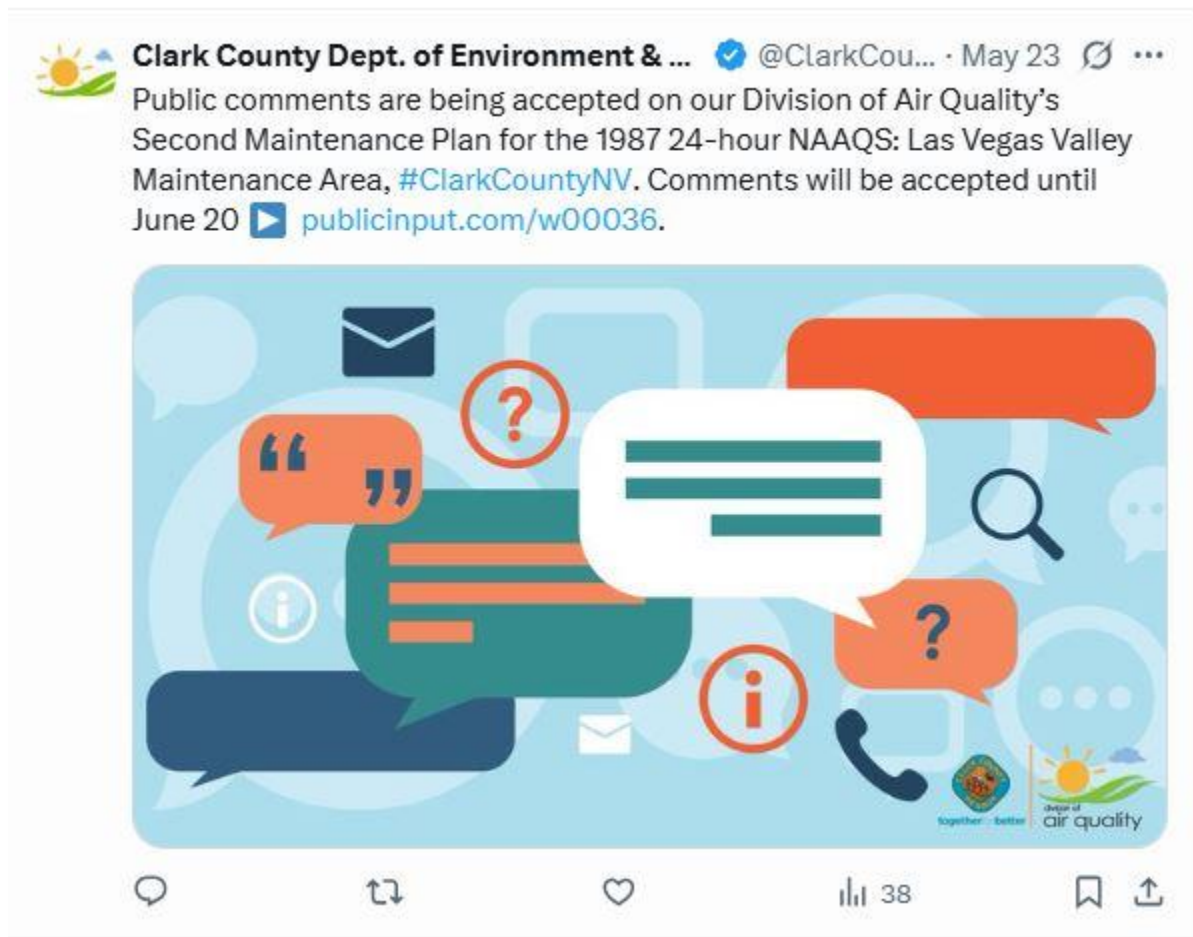 Clark County Dept. of Environment & ... @ClarkCou... · May 23
Public comments are being accepted on our Division of Air Quality's
Second Maintenance Plan for the 1987 24-hour NAAQS: Las Vegas Valley
Maintenance Area, #ClarkCountyNV. Comments will be accepted until
June 20 ▶ publicinput.com/w00036.
“ ”
?
i
?
i
together better
division of
air quality
38